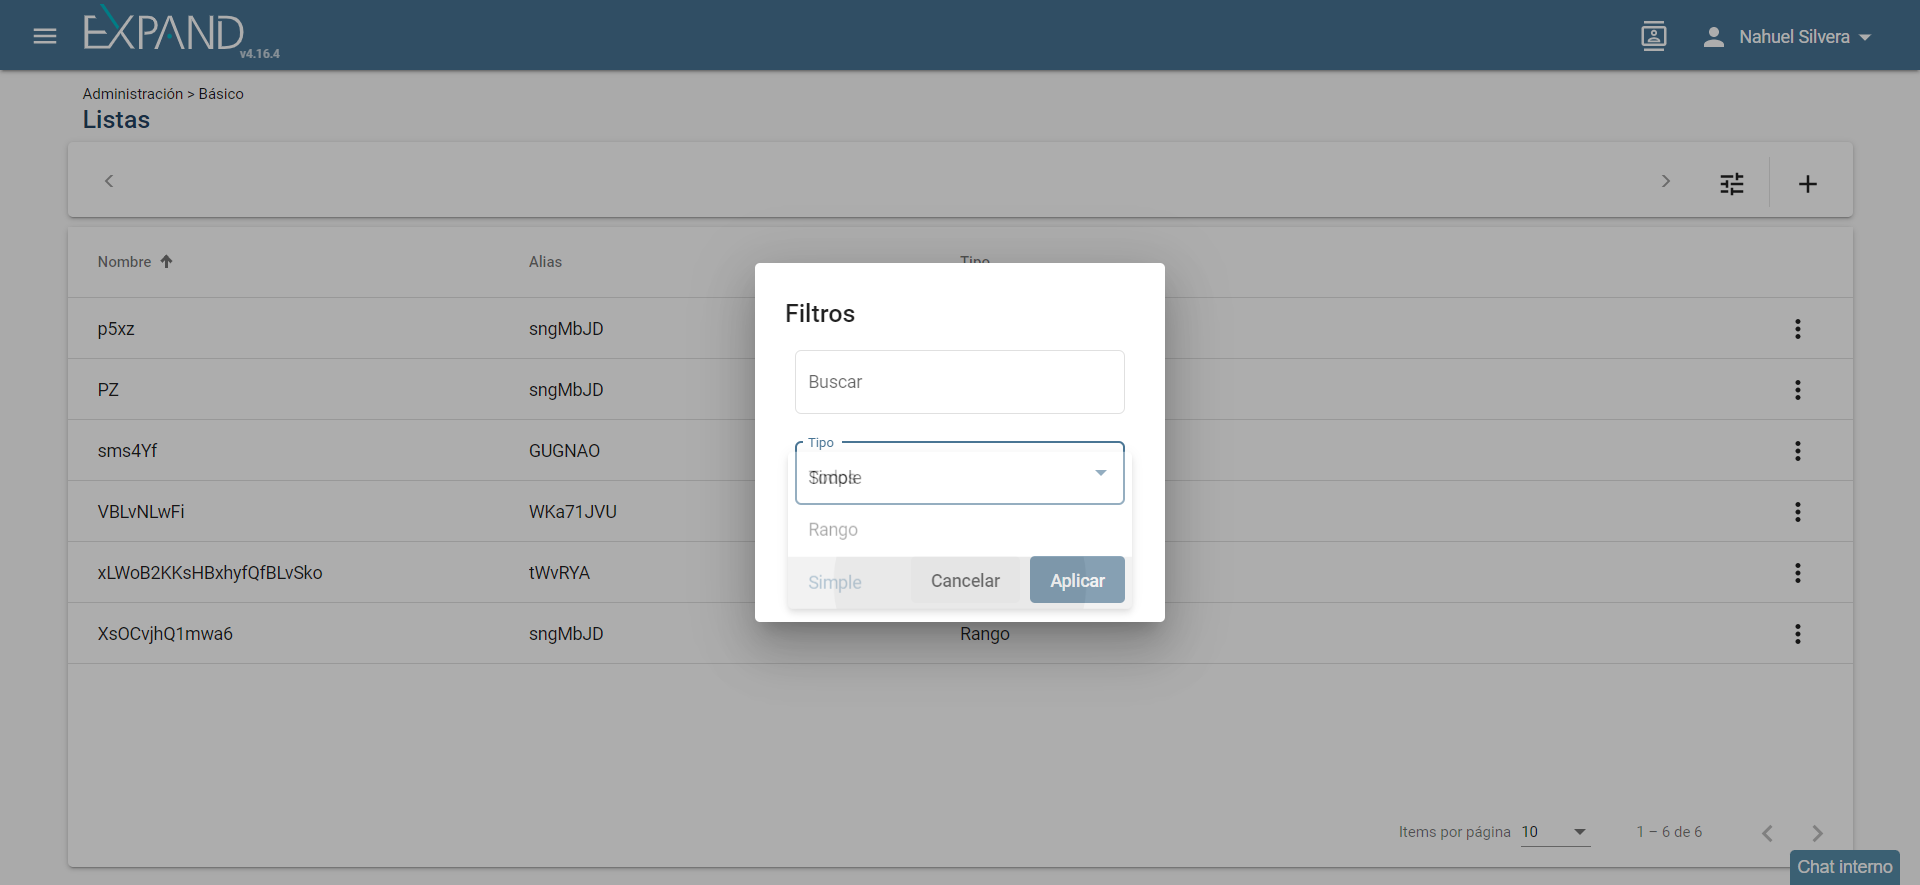 EXPAND
v4.16.4
Nahuel Silvera
Administración > Básico
Listas
Nombre
Alias
Tipo
p5xz
sngMbJD
PZ
sngMbJD
sms4Yf
GUGNAO
VBLvNLwFi
WKa71JVU
xLWoB2KKsHBxhyfQfBLvSko
tWvRYA
XsOCvjhQ1mwa6
sngMbJD
Rango
Filtros
Buscar
Tipo
Simple
Todos
Rango
Simple
Cancelar
Aplicar
Items por página
10
1 – 6 de 6
Chat interno